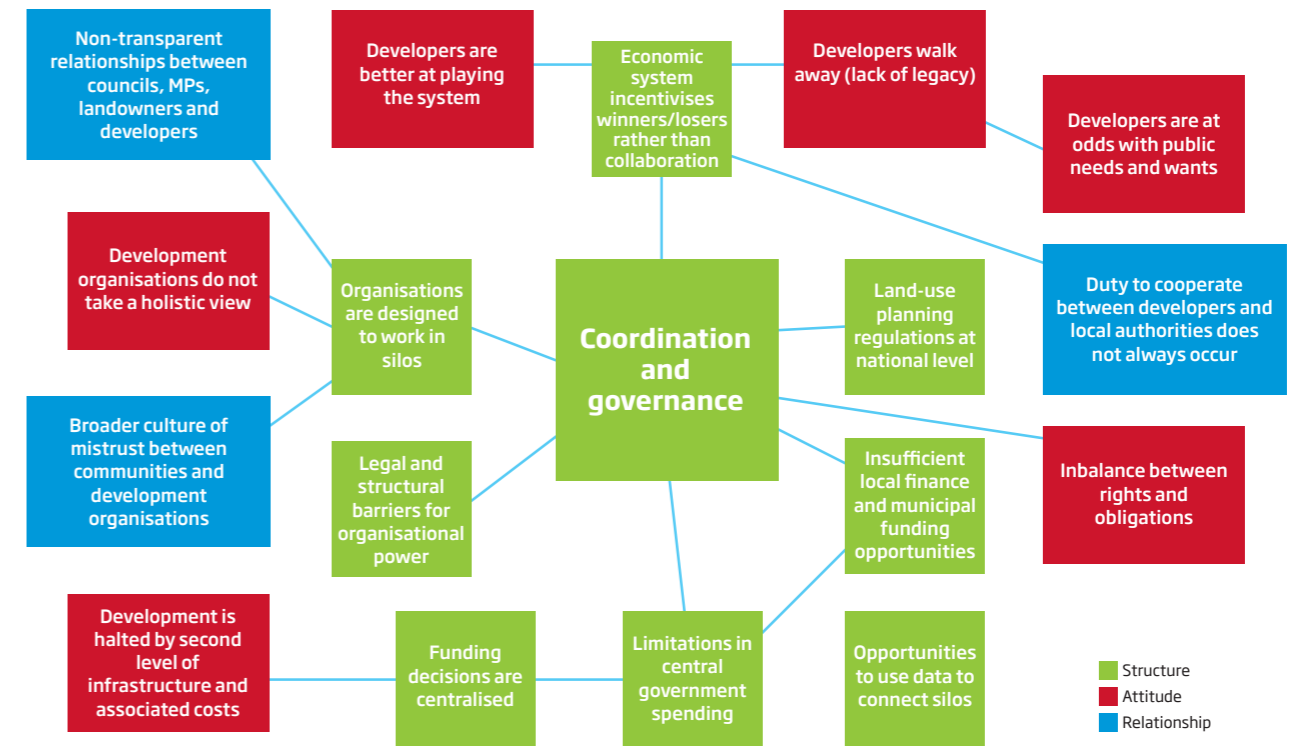 Non-transparent
relationships between
councils, MPs,
landowners and
developers
Developers are
better at playing
the system
Economic
system
incentivises
winners/losers
rather than
collaboration
Developers walk
away (lack of legacy)
Developers are at
odds with public
needs and wants
Development
organisations do not
take a holistic view
Organisations
are designed
to work in
silos
Coordination
and
governance
Land-use
planning
regulations at
national level
Duty to cooperate
between developers and
local authorities does
not always occur
Broader culture of
mistrust between
communities and
development
organisations
Legal and
structural
barriers for
organisational
power
Insufficient
local finance
and municipal
funding
opportunities
Inbalance between
rights and
obligations
Development is
halted by second
level of
infrastructure and
associated costs
Funding
decisions are
centralised
Limitations in
central
government
spending
Opportunities
to use data to
connect silos
Structure
Attitude
Relationship